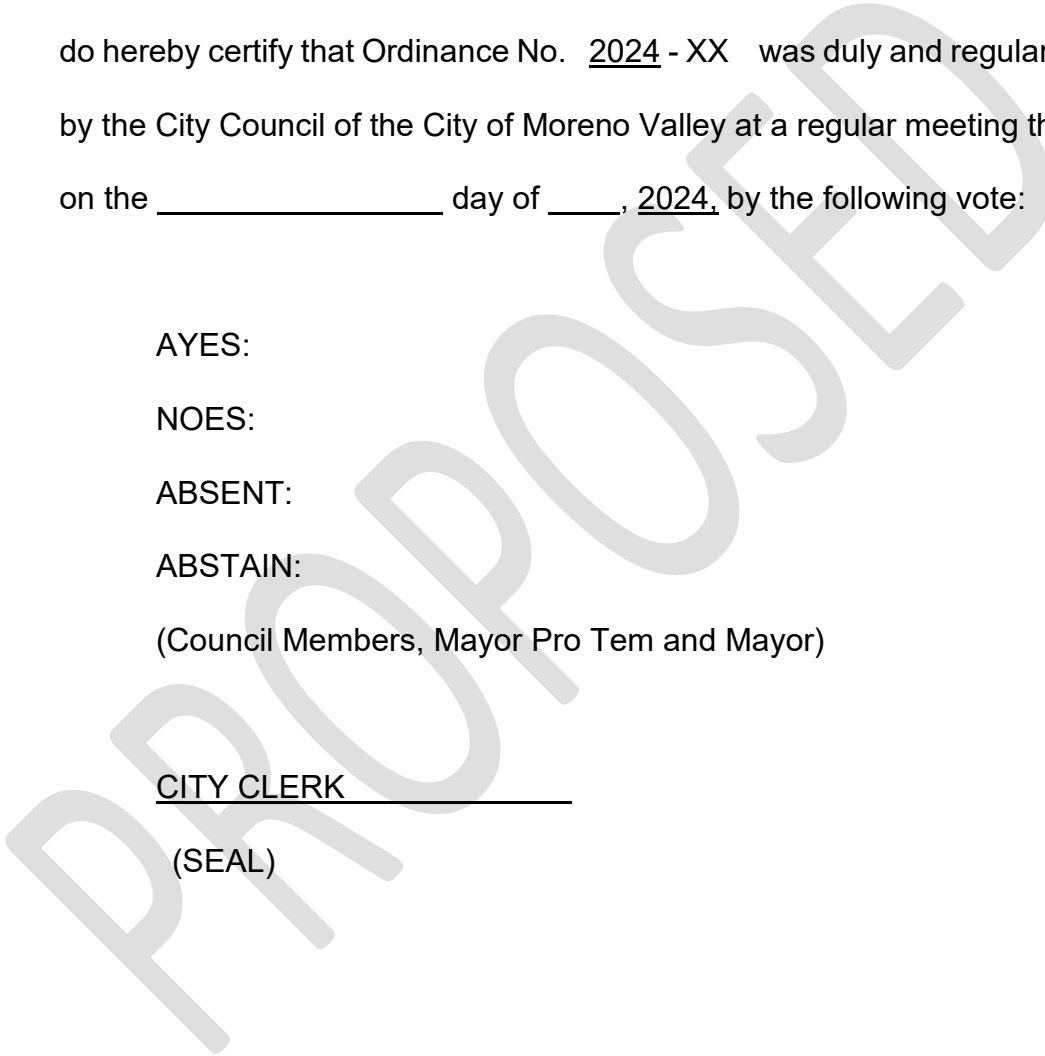 do hereby certify that Ordinance No. 2024 - XX was duly and regular
by the City Council of the City of Moreno Valley at a regular meeting th
on the ________________ day of ____, 2024, by the following vote:
AYES:
NOES:
ABSENT:
ABSTAIN:
(Council Members, Mayor Pro Tem and Mayor)
CITY CLERK
(SEAL)
PROPOSED